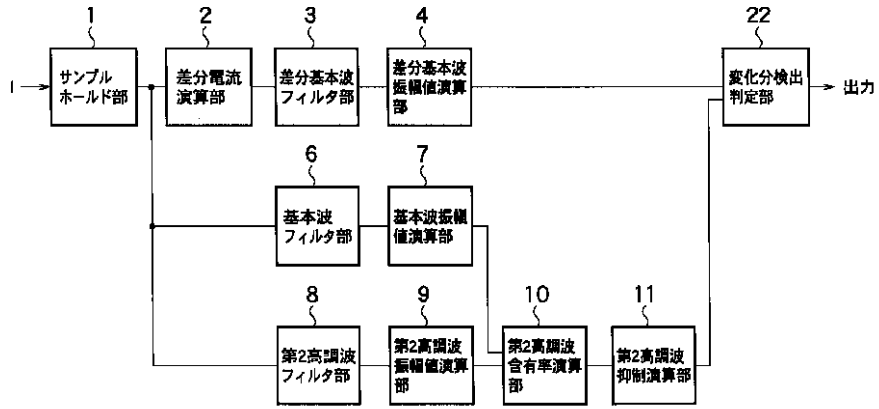 1
2
3
4
22
I
サンプル
ホールド部
差分電流
演算部
差分基本波
フィルタ部
差分基本波
振幅値演算
部
変化分検出
判定部
出力
6
7
基本波
フィルタ部
基本波振幅
値演算部
8
9
10
11
第2高調波
フィルタ部
第2高調波
振幅値演算部
第2高調波
含有率演算
部
第2高調波
抑制演算部